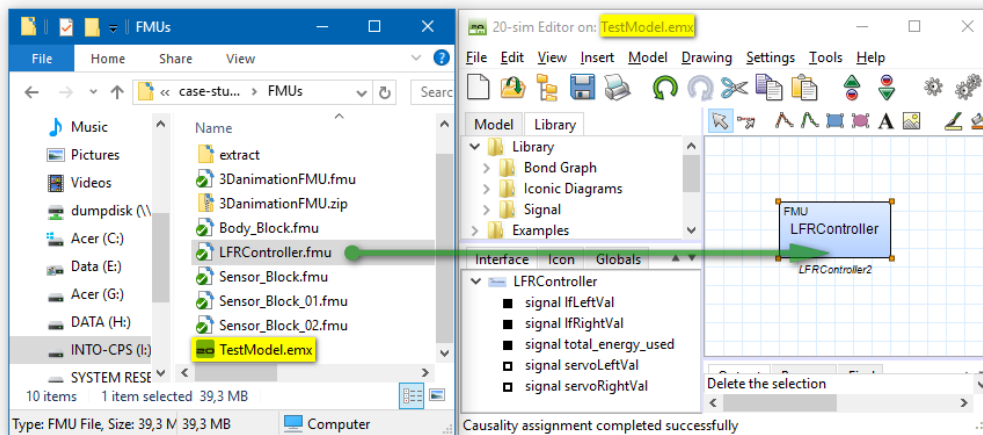 FMUs
File Home Share View
« case-stu... > FMUs
Searc
Music
Pictures
Videos
dumpdisk (\\
Acer (C:)
Data (E:)
Acer (G:)
DATA (H:)
INTO-CPS (I:)
SYSTEM RESE
Name
extract
3DanimationFMU.fmu
3DanimationFMU.zip
Body_Block.fmu
LFRController.fmu
Sensor_Block.fmu
Sensor_Block_01.fmu
Sensor_Block_02.fmu
TestModel.emx
10 items 1 item selected 39,3 MB
Type: FMU File, Size: 39,3 M 39,3 MB Computer
20-sim Editor on: TestModel.emx
File Edit View Insert Model Drawing Settings Tools Help
Model Library
Library
Bond Graph
Iconic Diagrams
Signal
Examples
Interface Icon Globals
LFRController
signal lfLeftVal
signal lfRightVal
signal total_energy_used
signal servoLeftVal
signal servoRightVal
A
FMU
LFRController
LFRController2
Delete the selection
Causality assignment completed successfully